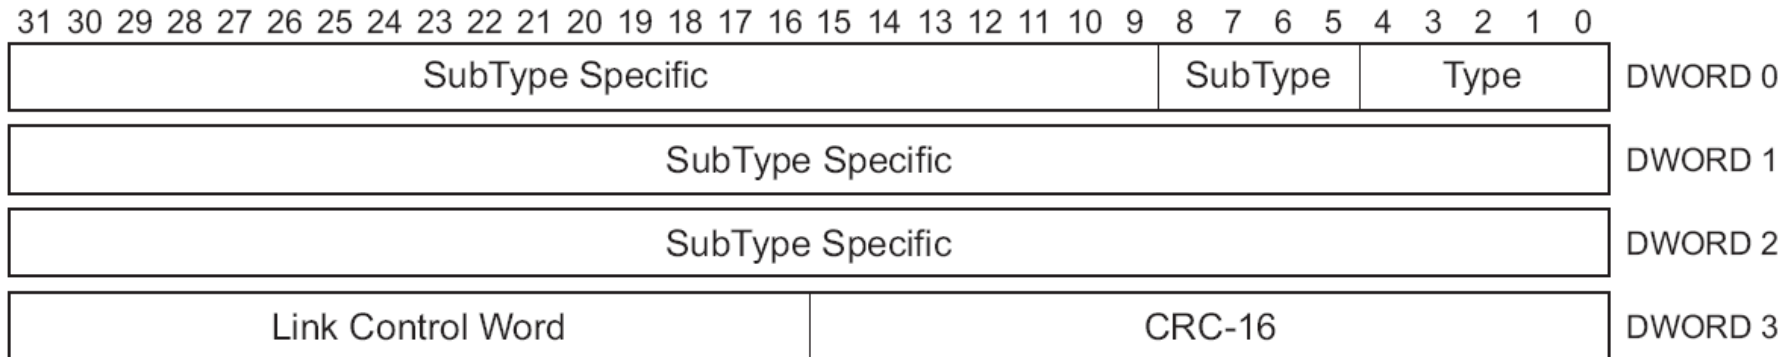 31 30 29 28 27 26 25 24 23 22 21 20 19 18 17 16 15 14 13 12 11 10 9 8 7 6 5 4 3 2 1 0
SubType Specific SubType Type DWORD 0
SubType Specific DWORD 1
SubType Specific DWORD 2
Link Control Word CRC-16 DWORD 3